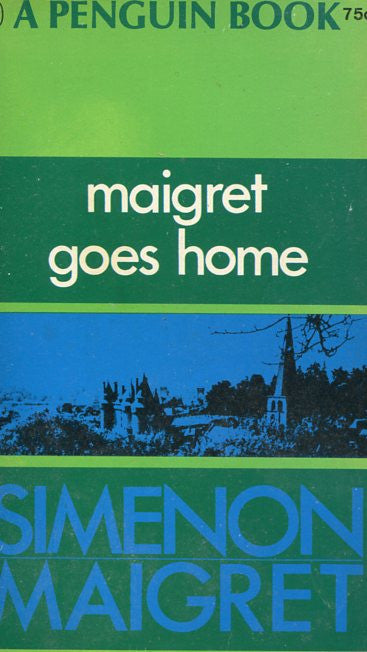 A PENGUIN BOOK 75c
maigret
goes home
SIMENON
MAIGRET